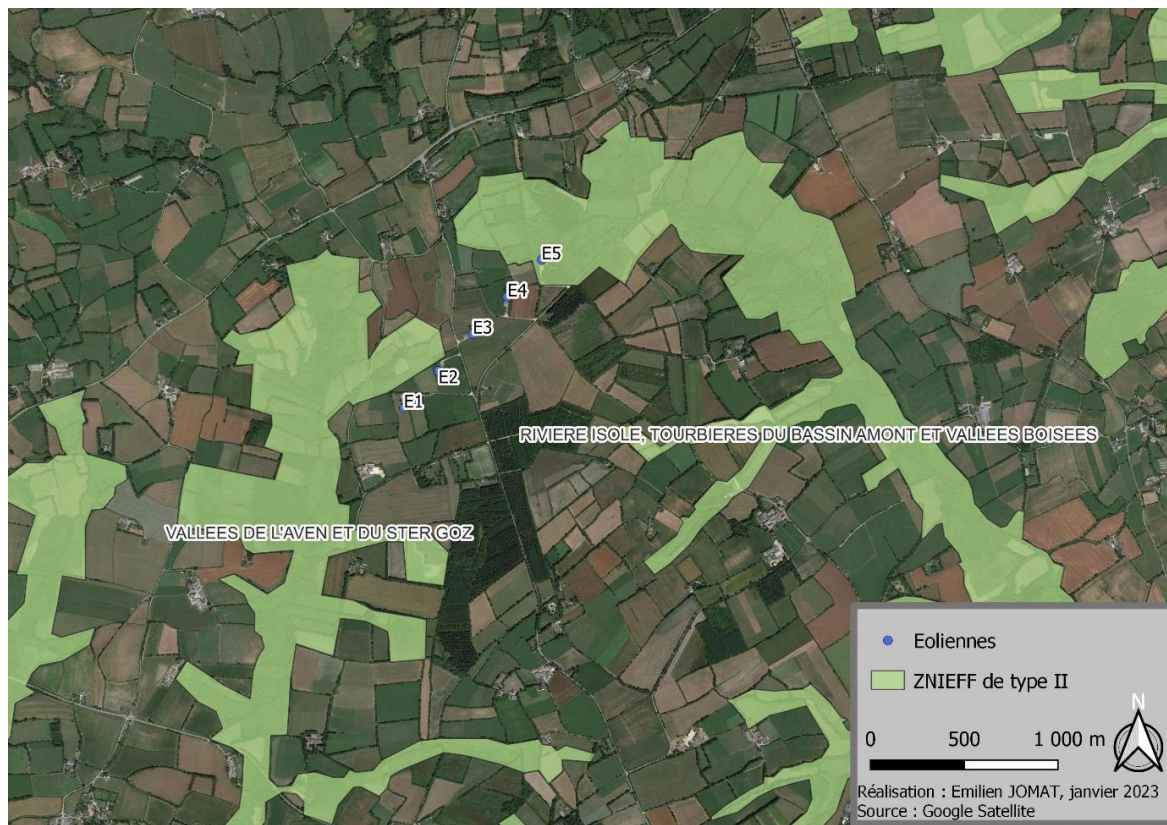 E5
E4
E3
E2
E1
RIVIERE ISOLE, TOURBIERES DU BASSIN AMONT ET VALLEES BOISEES
VALLEES DE L'AVEN ET DU STER GOZ
Eoliennes
ZNIEFF de type II
N
0 500 1 000 m
Réalisation : Emilien JOMAT, janvier 2023
Source : Google Satellite